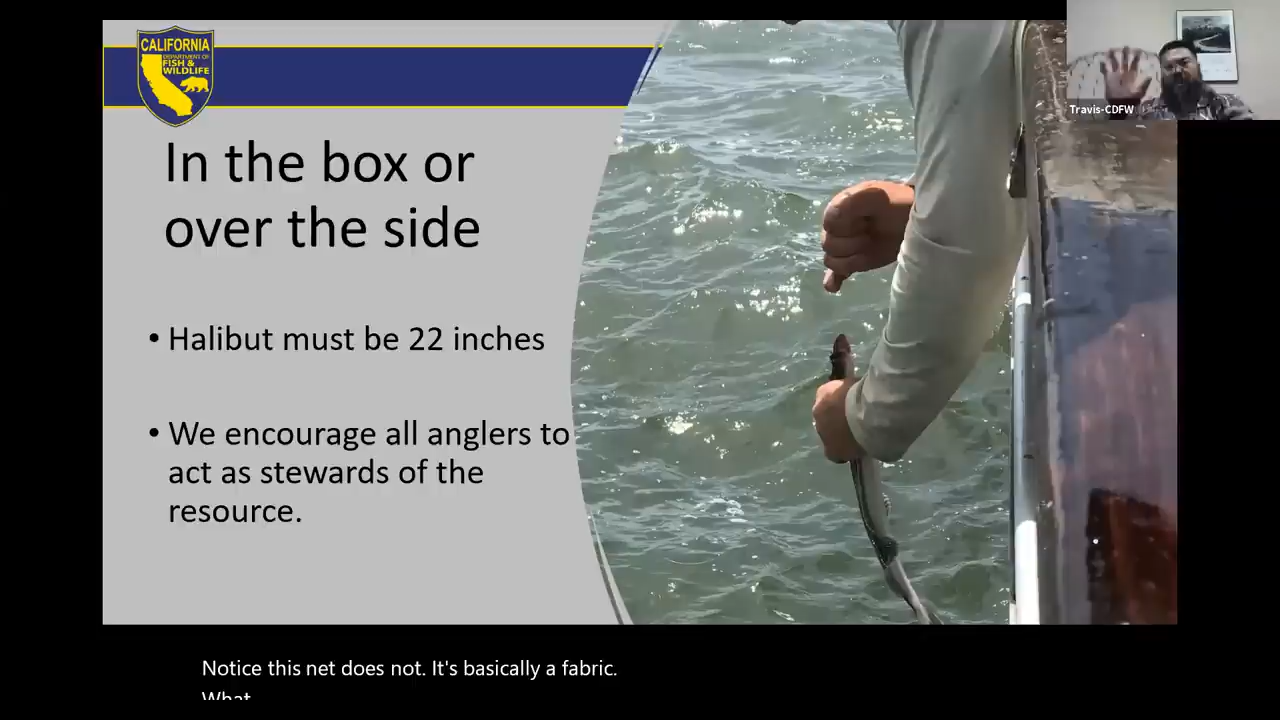 CALIFORNIA
DEPARTMENT OF
FISH &
WILDLIFE
Travis-CDFW
In the box or
over the side
• Halibut must be 22 inches
• We encourage all anglers to
act as stewards of the
resource.
Notice this net does not. It's basically a fabric.
What